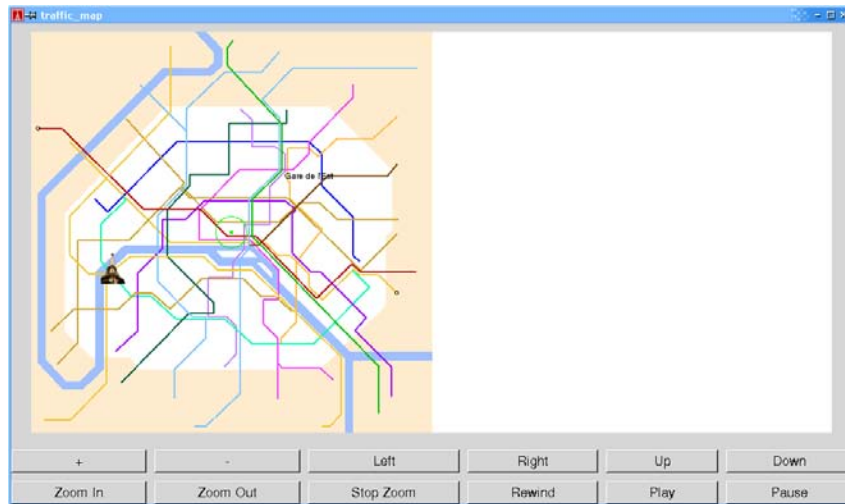 traffic_map
Gare de l'Est
+ - Left Right Up Down
Zoom In Zoom Out Stop Zoom Rewind Play Pause